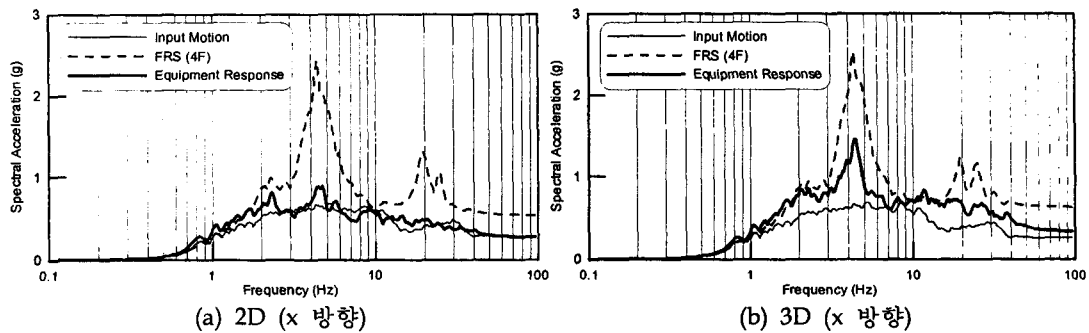 3
Input Motion
FRS (4F)
Equipment Response
2
1
0
Spectral Acceleration (g)
0.1 1 10 100
Frequency (Hz)
(a) 2D (x 방향)
3
Input Motion
FRS (4F)
Equipment Response
2
1
0
Spectral Acceleration (g)
0.1 1 10 100
Frequency (Hz)
(b) 3D (x 방향)